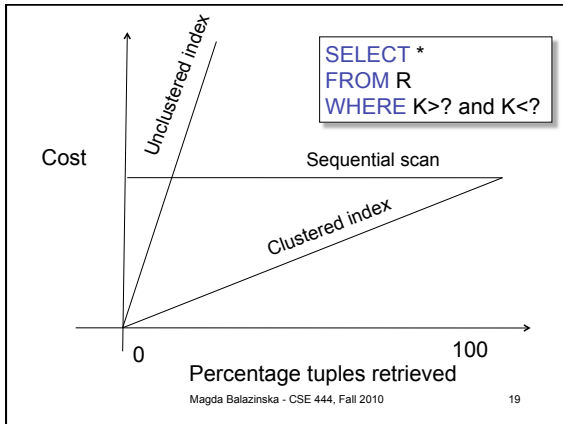 Unclustered index
SELECT *
FROM R
WHERE K>? and K<?
Cost
Sequential scan
Clustered index
0
100
Percentage tuples retrieved
Magda Balazinska - CSE 444, Fall 2010
19